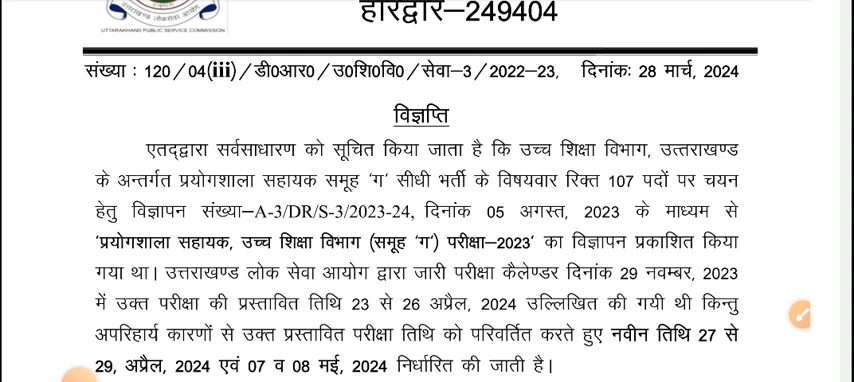 उत्तराखण्ड लोकसेवा आयोग
UTTARAKHAND PUBLIC SERVICE COMMISSION
हरिद्वार–249404
संख्या : 120/04(iii)/डी0आर0/उ0शि0वि0/सेवा–3/2022–23, दिनांकः 28 मार्च, 2024
विज्ञप्ति
एतद्द्वारा सर्वसाधारण को सूचित किया जाता है कि उच्च शिक्षा विभाग, उत्तराखण्ड
के अन्तर्गत प्रयोगशाला सहायक समूह 'ग' सीधी भर्ती के विषयवार रिक्त 107 पदों पर चयन
हेतु विज्ञापन संख्या–A-3/DR/S-3/2023-24, दिनांक 05 अगस्त, 2023 के माध्यम से
'प्रयोगशाला सहायक, उच्च शिक्षा विभाग (समूह 'ग') परीक्षा–2023' का विज्ञापन प्रकाशित किया
गया था। उत्तराखण्ड लोक सेवा आयोग द्वारा जारी परीक्षा कैलेण्डर दिनांक 29 नवम्बर, 2023
में उक्त परीक्षा की प्रस्तावित तिथि 23 से 26 अप्रैल, 2024 उल्लिखित की गयी थी किन्तु
अपरिहार्य कारणों से उक्त प्रस्तावित परीक्षा तिथि को परिवर्तित करते हुए नवीन तिथि 27 से
29, अप्रैल, 2024 एवं 07 व 08 मई, 2024 निर्धारित की जाती है।